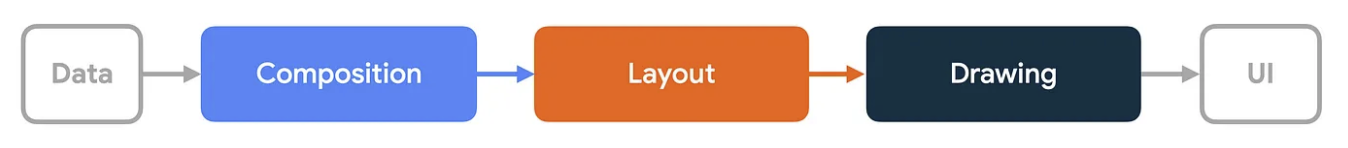 Data
Composition
Layout
Drawing
UI